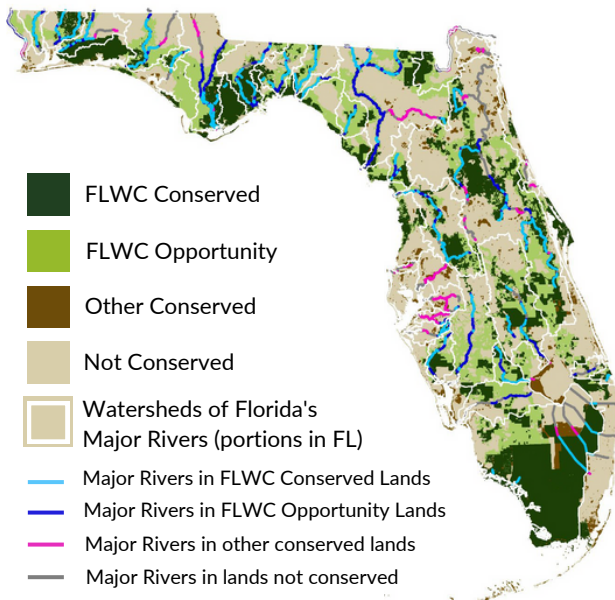 FLWC Conserved
FLWC Opportunity
Other Conserved
Not Conserved
Watersheds of Florida's
Major Rivers (portions in FL)
Major Rivers in FLWC Conserved Lands
Major Rivers in FLWC Opportunity Lands
Major Rivers in other conserved lands
Major Rivers in lands not conserved